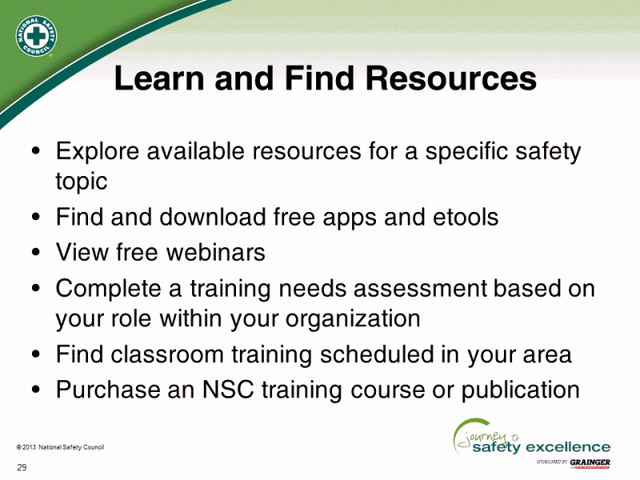 NATIONAL SAFETY COUNCIL
Learn and Find Resources
• Explore available resources for a specific safety
topic
• Find and download free apps and etools
• View free webinars
• Complete a training needs assessment based on
your role within your organization
• Find classroom training scheduled in your area
• Purchase an NSC training course or publication
journey to
safety excellence
SPONSORED BY GRAINGER
© 2013 National Safety Council
29